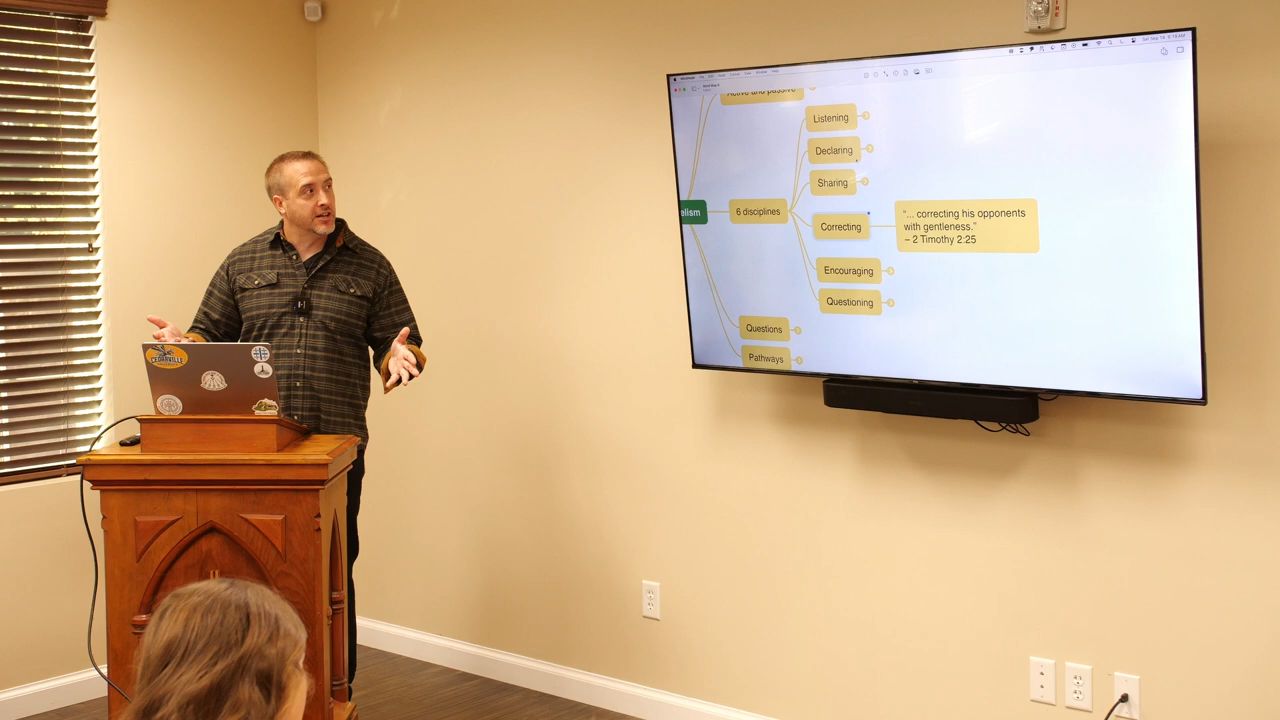 Active and passive
Listening
Declaring
Sharing
elism
6 disciplines
Correcting
"... correcting his opponents
with gentleness."
– 2 Timothy 2:25
Encouraging
Questioning
Questions
Pathways
CEDARVILLE
FIRE